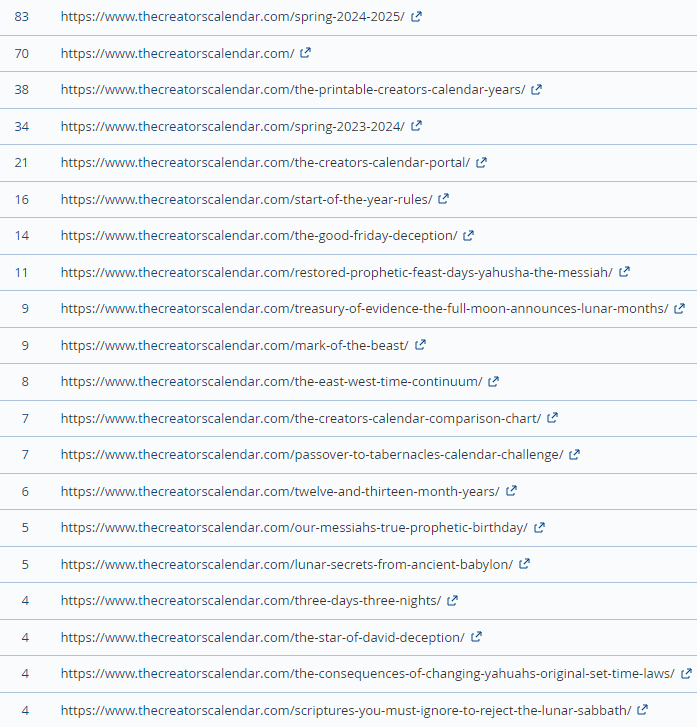 83 https://www.thecreatorscalendar.com/spring-2024-2025/
70 https://www.thecreatorscalendar.com/
38 https://www.thecreatorscalendar.com/the-printable-creators-calendar-years/
34 https://www.thecreatorscalendar.com/spring-2023-2024/
21 https://www.thecreatorscalendar.com/the-creators-calendar-portal/
16 https://www.thecreatorscalendar.com/start-of-the-year-rules/
14 https://www.thecreatorscalendar.com/the-good-friday-deception/
11 https://www.thecreatorscalendar.com/restored-prophetic-feast-days-yahusha-the-messiah/
9 https://www.thecreatorscalendar.com/treasury-of-evidence-the-full-moon-announces-lunar-months/
9 https://www.thecreatorscalendar.com/mark-of-the-beast/
8 https://www.thecreatorscalendar.com/the-east-west-time-continuum/
7 https://www.thecreatorscalendar.com/the-creators-calendar-comparison-chart/
7 https://www.thecreatorscalendar.com/passover-to-tabernacles-calendar-challenge/
6 https://www.thecreatorscalendar.com/twelve-and-thirteen-month-years/
5 https://www.thecreatorscalendar.com/our-messiahs-true-prophetic-birthday/
5 https://www.thecreatorscalendar.com/lunar-secrets-from-ancient-babylon/
4 https://www.thecreatorscalendar.com/three-days-three-nights/
4 https://www.thecreatorscalendar.com/the-star-of-david-deception/
4 https://www.thecreatorscalendar.com/the-consequences-of-changing-yahuahs-original-set-time-laws/
4 https://www.thecreatorscalendar.com/scriptures-you-must-ignore-to-reject-the-lunar-sabbath/